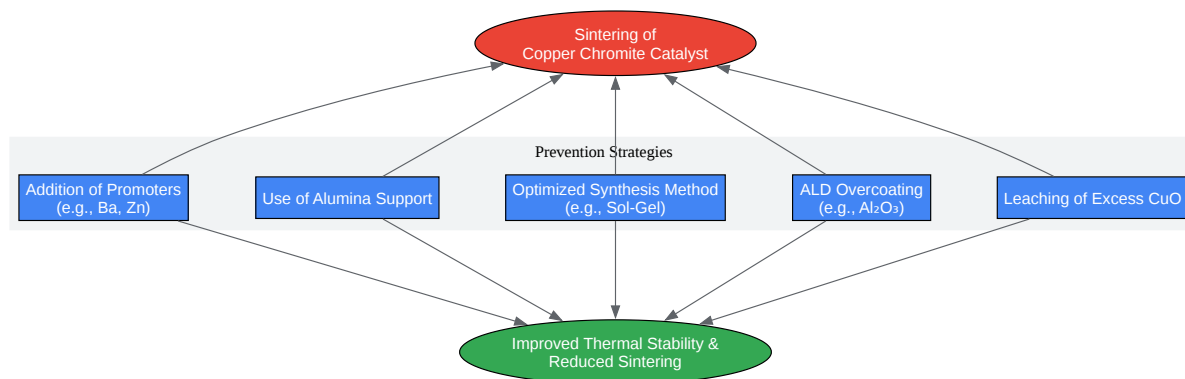 Sintering of
Copper Chromite Catalyst
Prevention Strategies
Addition of Promoters
(e.g., Ba, Zn)
Use of Alumina Support
Optimized Synthesis Method
(e.g., Sol-Gel)
ALD Overcoating
(e.g., Al₂O₃)
Leaching of Excess CuO
Improved Thermal Stability &
Reduced Sintering